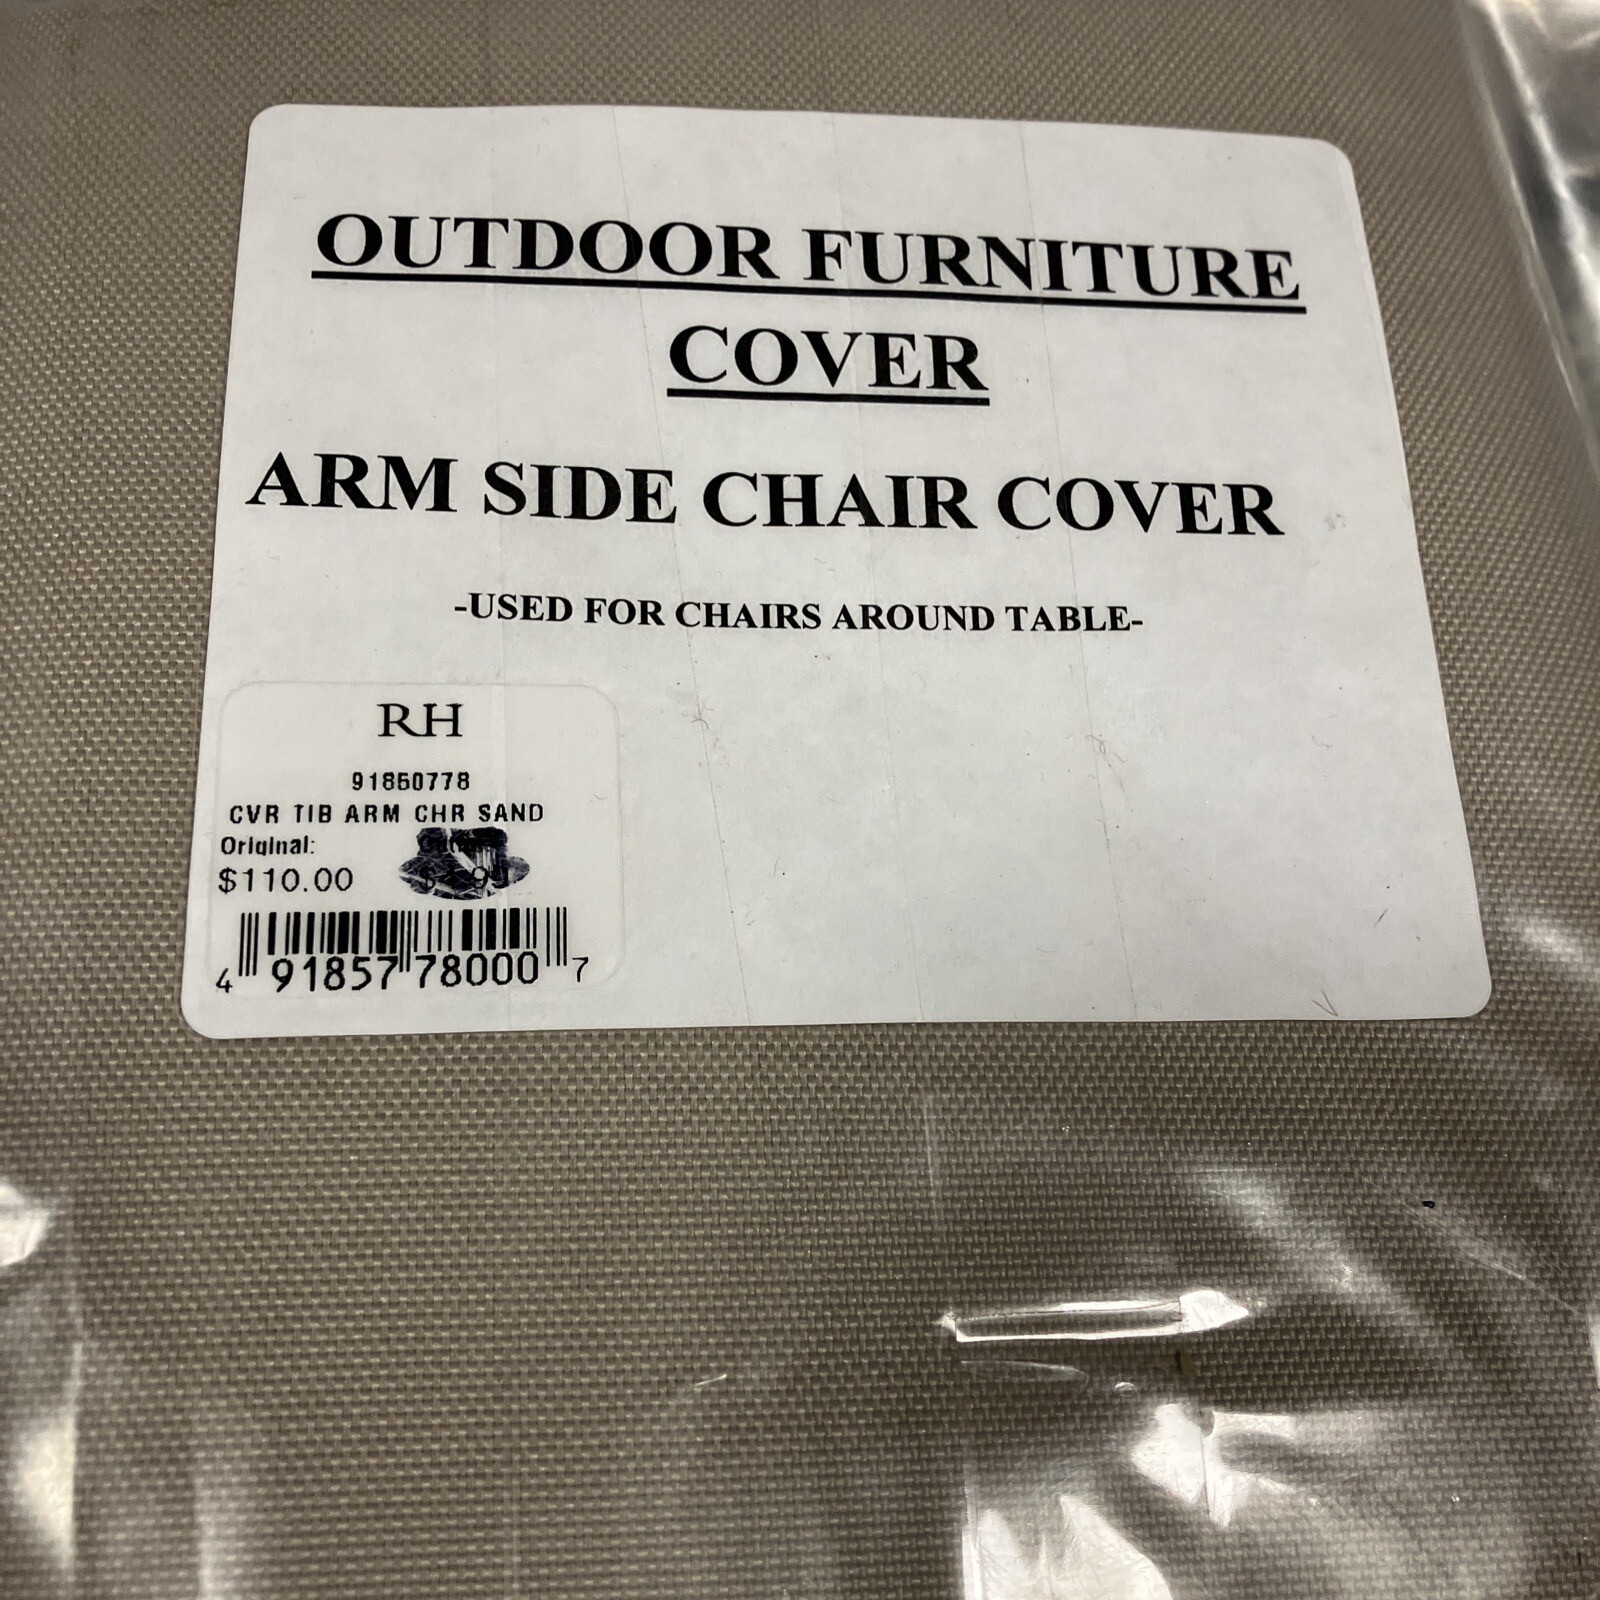 OUTDOOR FURNITURE
COVER
ARM SIDE CHAIR COVER
-USED FOR CHAIRS AROUND TABLE-
RH
91850778
CVR TIB ARM CHR SAND
Original:
$110.00
4 91857 78000 7